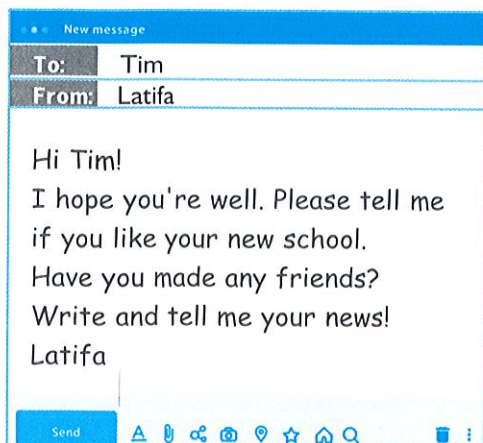 New message
To: Tim
From: Latifa
Hi Tim!
I hope you're well. Please tell me
if you like your new school.
Have you made any friends?
Write and tell me your news!
Latifa
Send